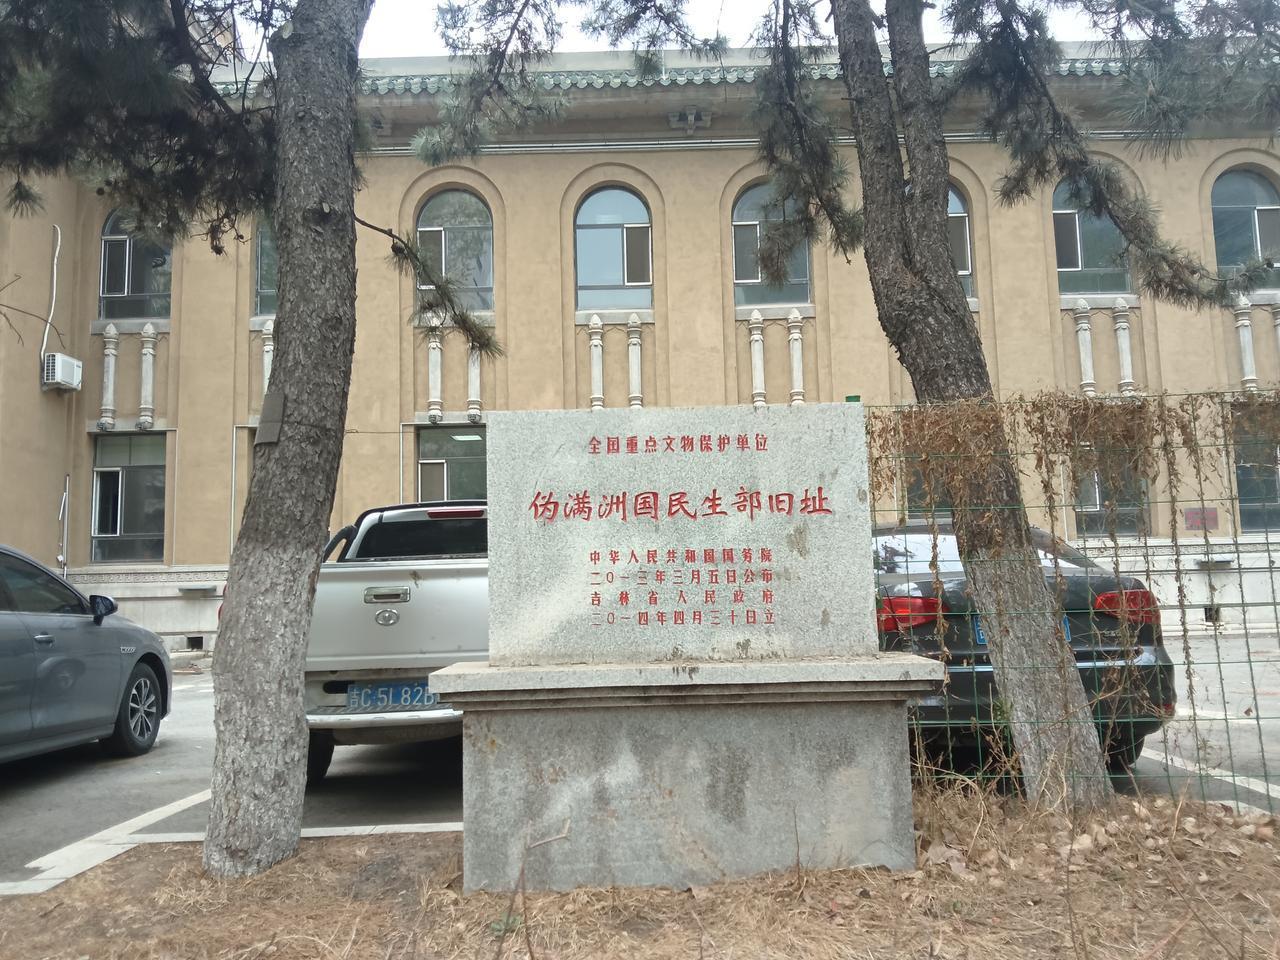 全国重点文物保护单位
伪满洲国民生部旧址
中华人民共和国国务院
二〇一三年三月五日公布
吉林省人民政府
二〇一四年四月三十日立
吉C·5L82B